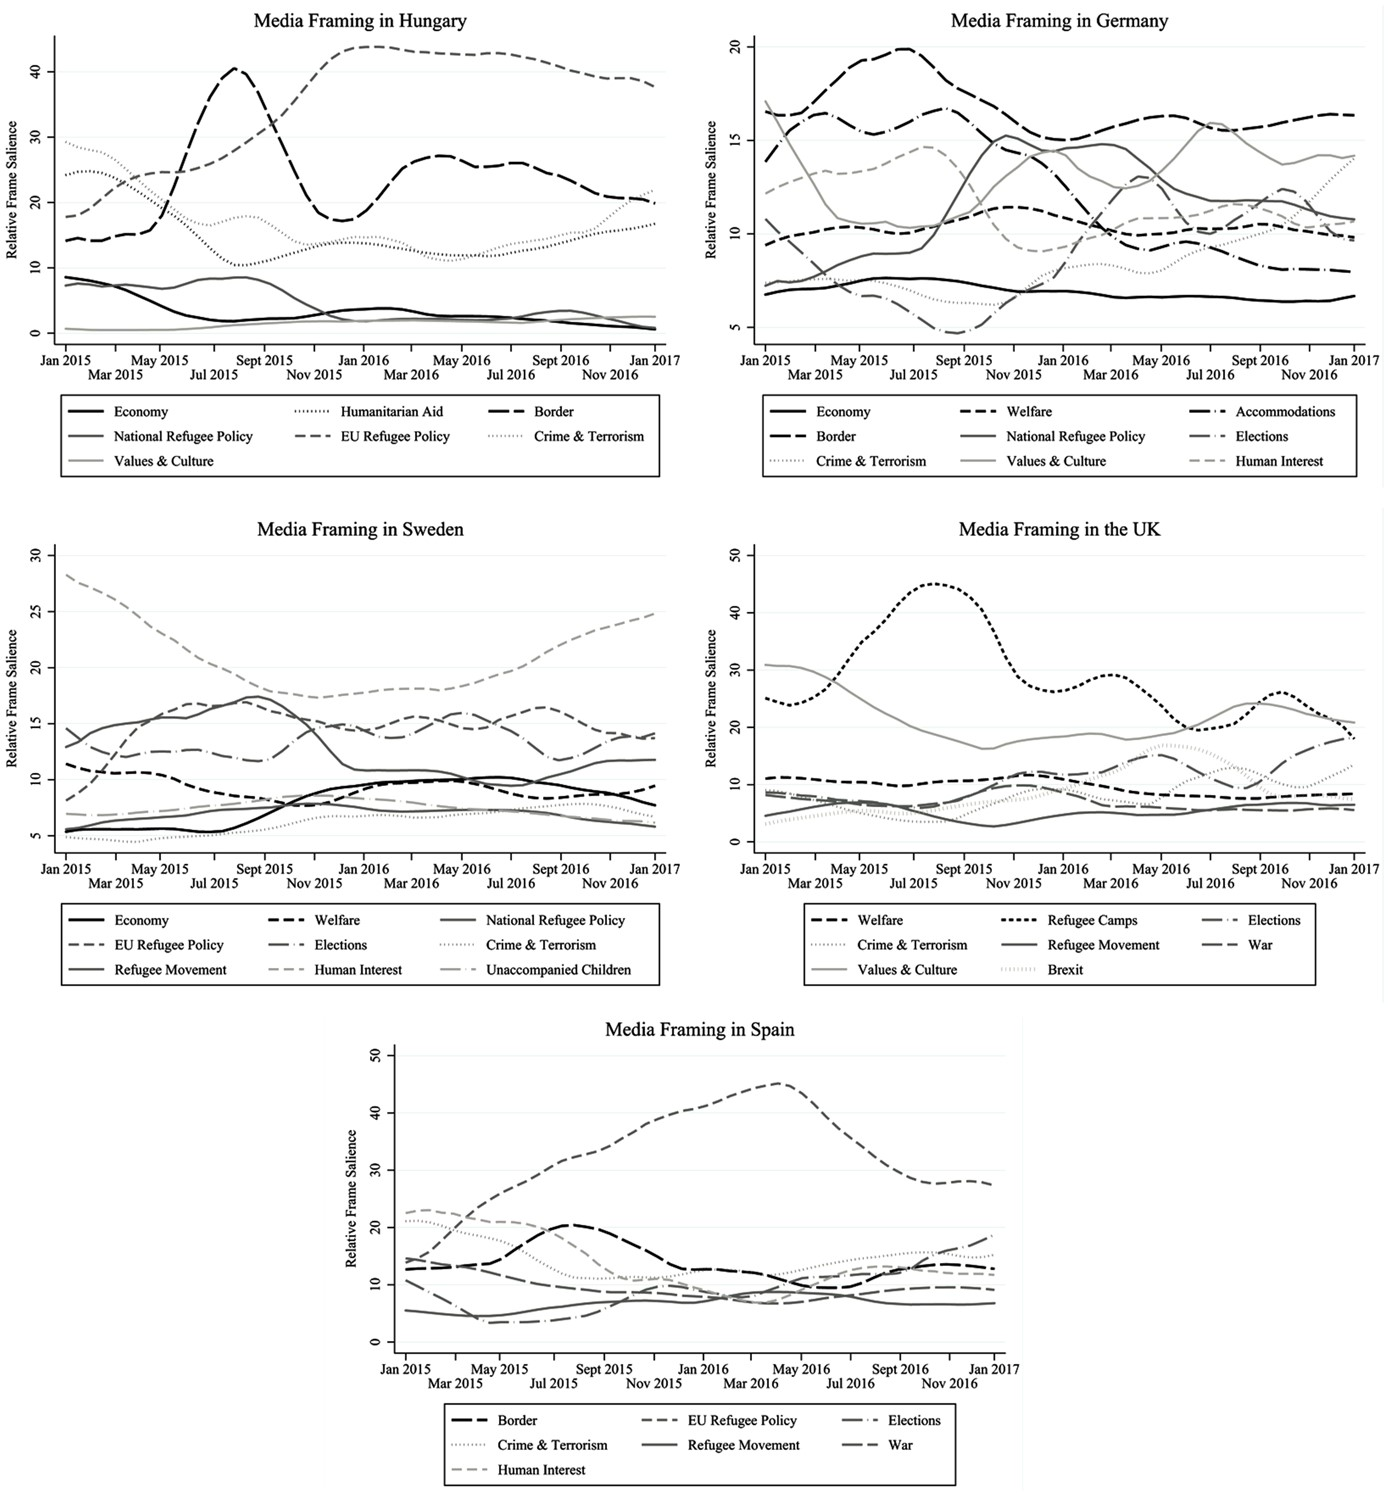 Media Framing in Hungary
Relative Frame Salience
40
30
20
10
0
Jan 2015 May 2015 Sept 2015 Jan 2016 May 2016 Sept 2016 Jan 2017
Mar 2015 Jul 2015 Nov 2015 Mar 2016 Jul 2016 Nov 2016
Economy Humanitarian Aid Border
National Refugee Policy EU Refugee Policy Crime & Terrorism
Values & Culture
Media Framing in Germany
Relative Frame Salience
20
15
10
5
Jan 2015 May 2015 Sept 2015 Jan 2016 May 2016 Sept 2016 Jan 2017
Mar 2015 Jul 2015 Nov 2015 Mar 2016 Jul 2016 Nov 2016
Economy Welfare Accommodations
Border National Refugee Policy Elections
Crime & Terrorism Values & Culture Human Interest
Media Framing in Sweden
Relative Frame Salience
30
25
20
15
10
5
Jan 2015 May 2015 Sept 2015 Jan 2016 May 2016 Sept 2016 Jan 2017
Mar 2015 Jul 2015 Nov 2015 Mar 2016 Jul 2016 Nov 2016
Economy Welfare National Refugee Policy
EU Refugee Policy Elections Crime & Terrorism
Refugee Movement Human Interest Unaccompanied Children
Media Framing in the UK
Relative Frame Salience
50
40
30
20
10
0
Jan 2015 May 2015 Sept 2015 Jan 2016 May 2016 Sept 2016 Jan 2017
Mar 2015 Jul 2015 Nov 2015 Mar 2016 Jul 2016 Nov 2016
Welfare Refugee Camps Elections
Crime & Terrorism Refugee Movement War
Values & Culture Brexit
Media Framing in Spain
Relative Frame Salience
50
40
30
20
10
0
Jan 2015 May 2015 Sept 2015 Jan 2016 May 2016 Sept 2016 Jan 2017
Mar 2015 Jul 2015 Nov 2015 Mar 2016 Jul 2016 Nov 2016
Border EU Refugee Policy Elections
Crime & Terrorism Refugee Movement War
Human Interest